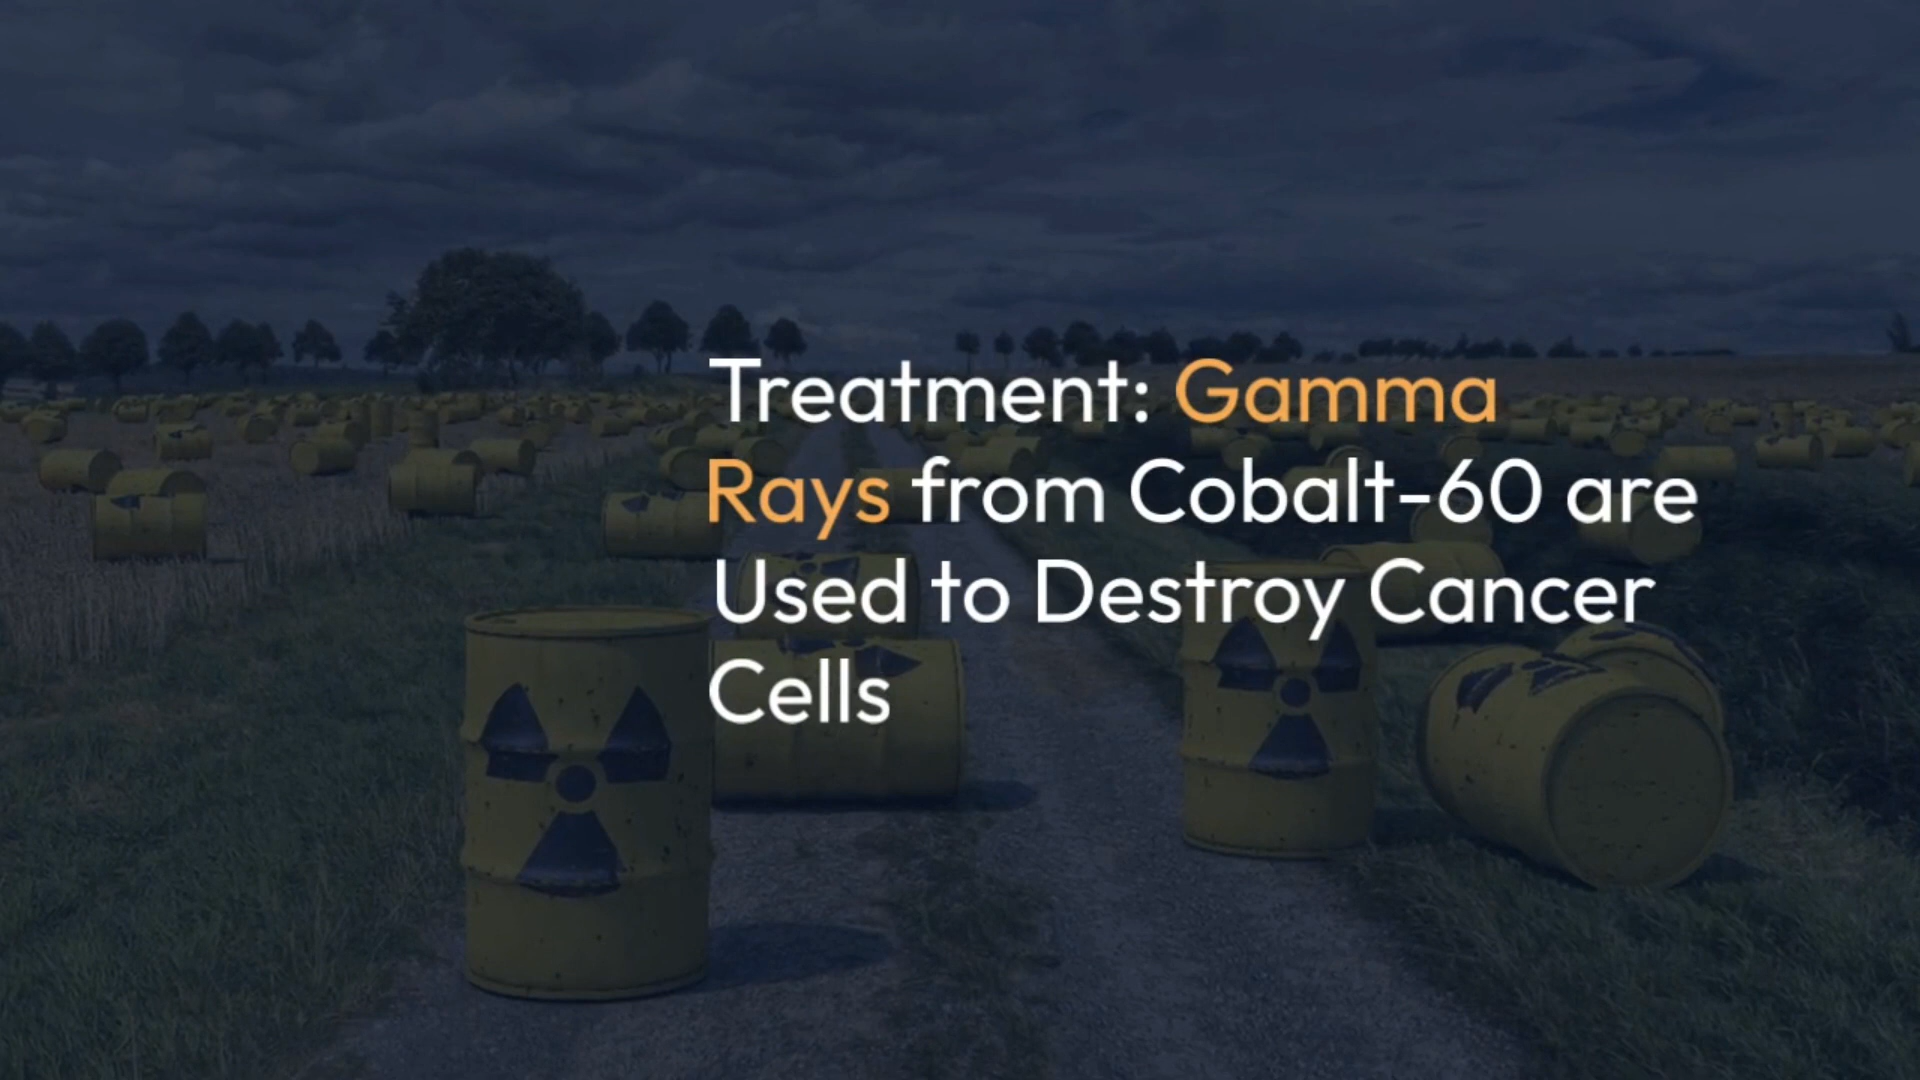 Treatment: Gamma
Rays from Cobalt-60 are
Used to Destroy Cancer
Cells